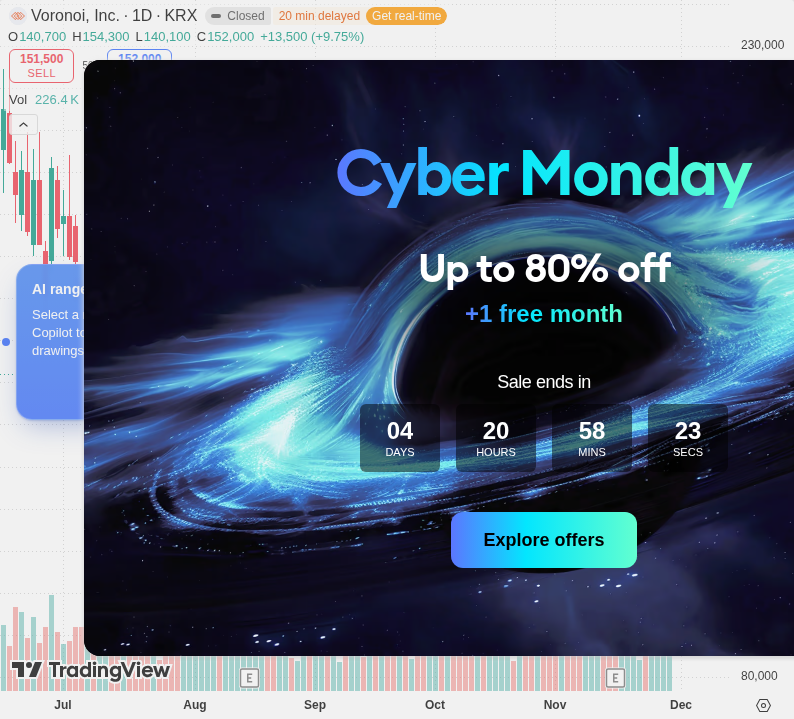 Voronoi, Inc. · 1D · KRX Closed 20 min delayed Get real-time
O140,700 H154,300 L140,100 C152,000 +13,500 (+9.75%)
151,500
SELL
152,000
Vol 226.4K
230,000
Cyber Monday
Up to 80% off
+1 free month
AI range
Select a
Copilot to
drawings
Sale ends in
04 20 58 23
DAYS HOURS MINS SECS
Explore offers
TradingView
E E
80,000
Jul Aug Sep Oct Nov Dec